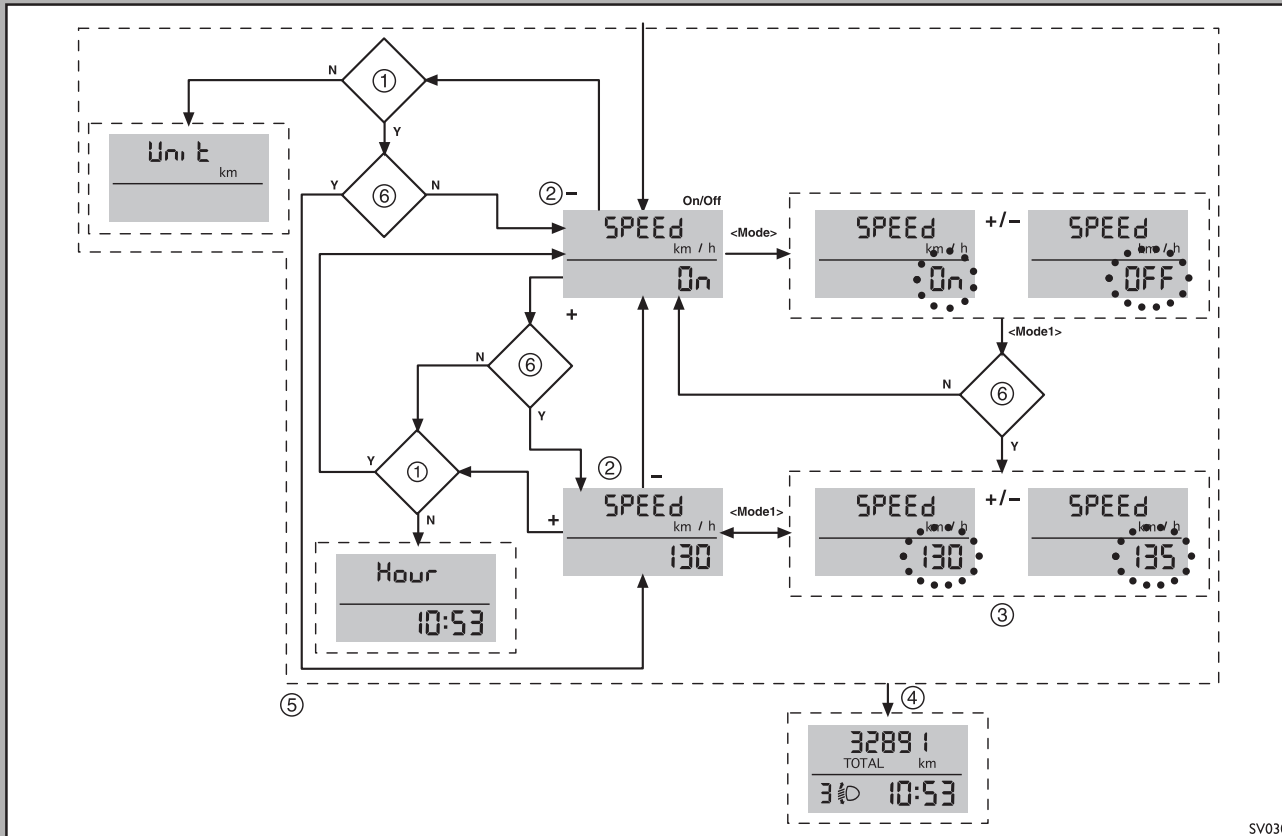 N
①
Y
Unit
km
Y
⑥
N
② –
On/Off
SPEEd
km / h
On
<Mode>
SPEEd
km / h
On
+/–
SPEEd
km / h
OFF
+
<Mode1>
N
⑥
Y
N
⑥
Y
Y
①
N
②
–
+
SPEEd
km / h
130
<Mode1>
SPEEd
km / h
130
+/–
SPEEd
km / h
135
③
Hour
10:53
⑤
④
32891
TOTAL km
3 10:53